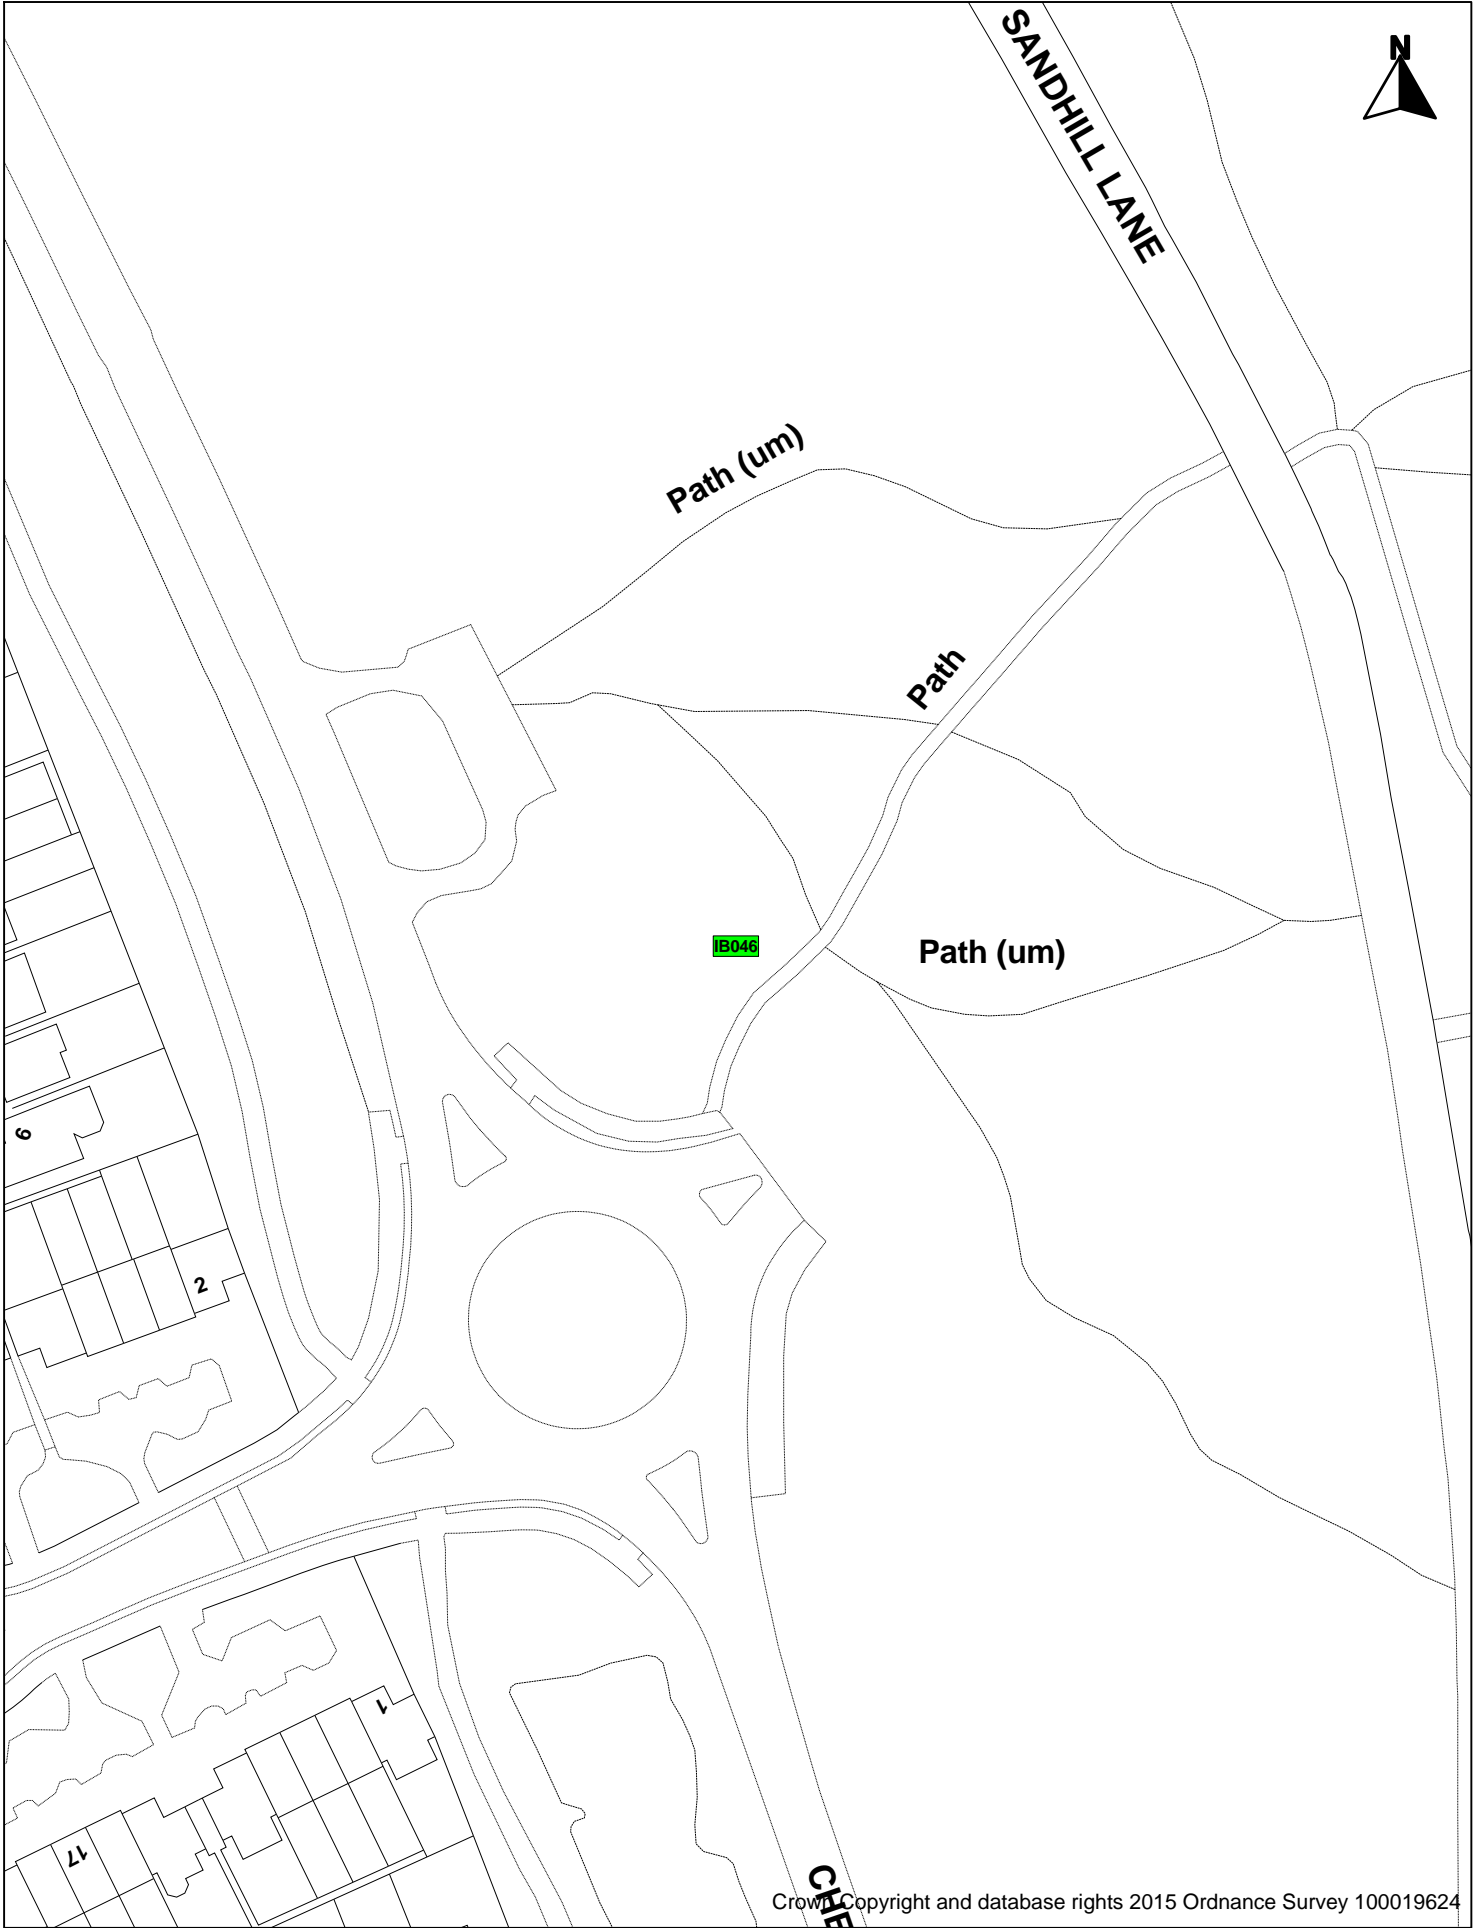 N
SANDHILL LANE
Path (um)
Path
IB046
Path (um)
6
2
1
17
CHE
Crown Copyright and database rights 2015 Ordnance Survey 100019624